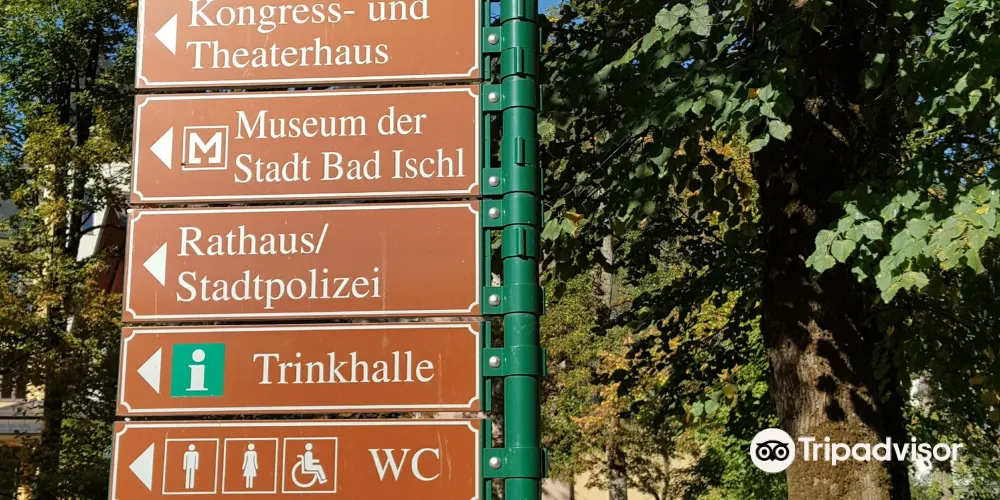 Kongress- und
Theaterhaus
M Museum der
Stadt Bad Ischl
Rathaus/
Stadtpolizei
i Trinkhalle
WC
Tripadvisor